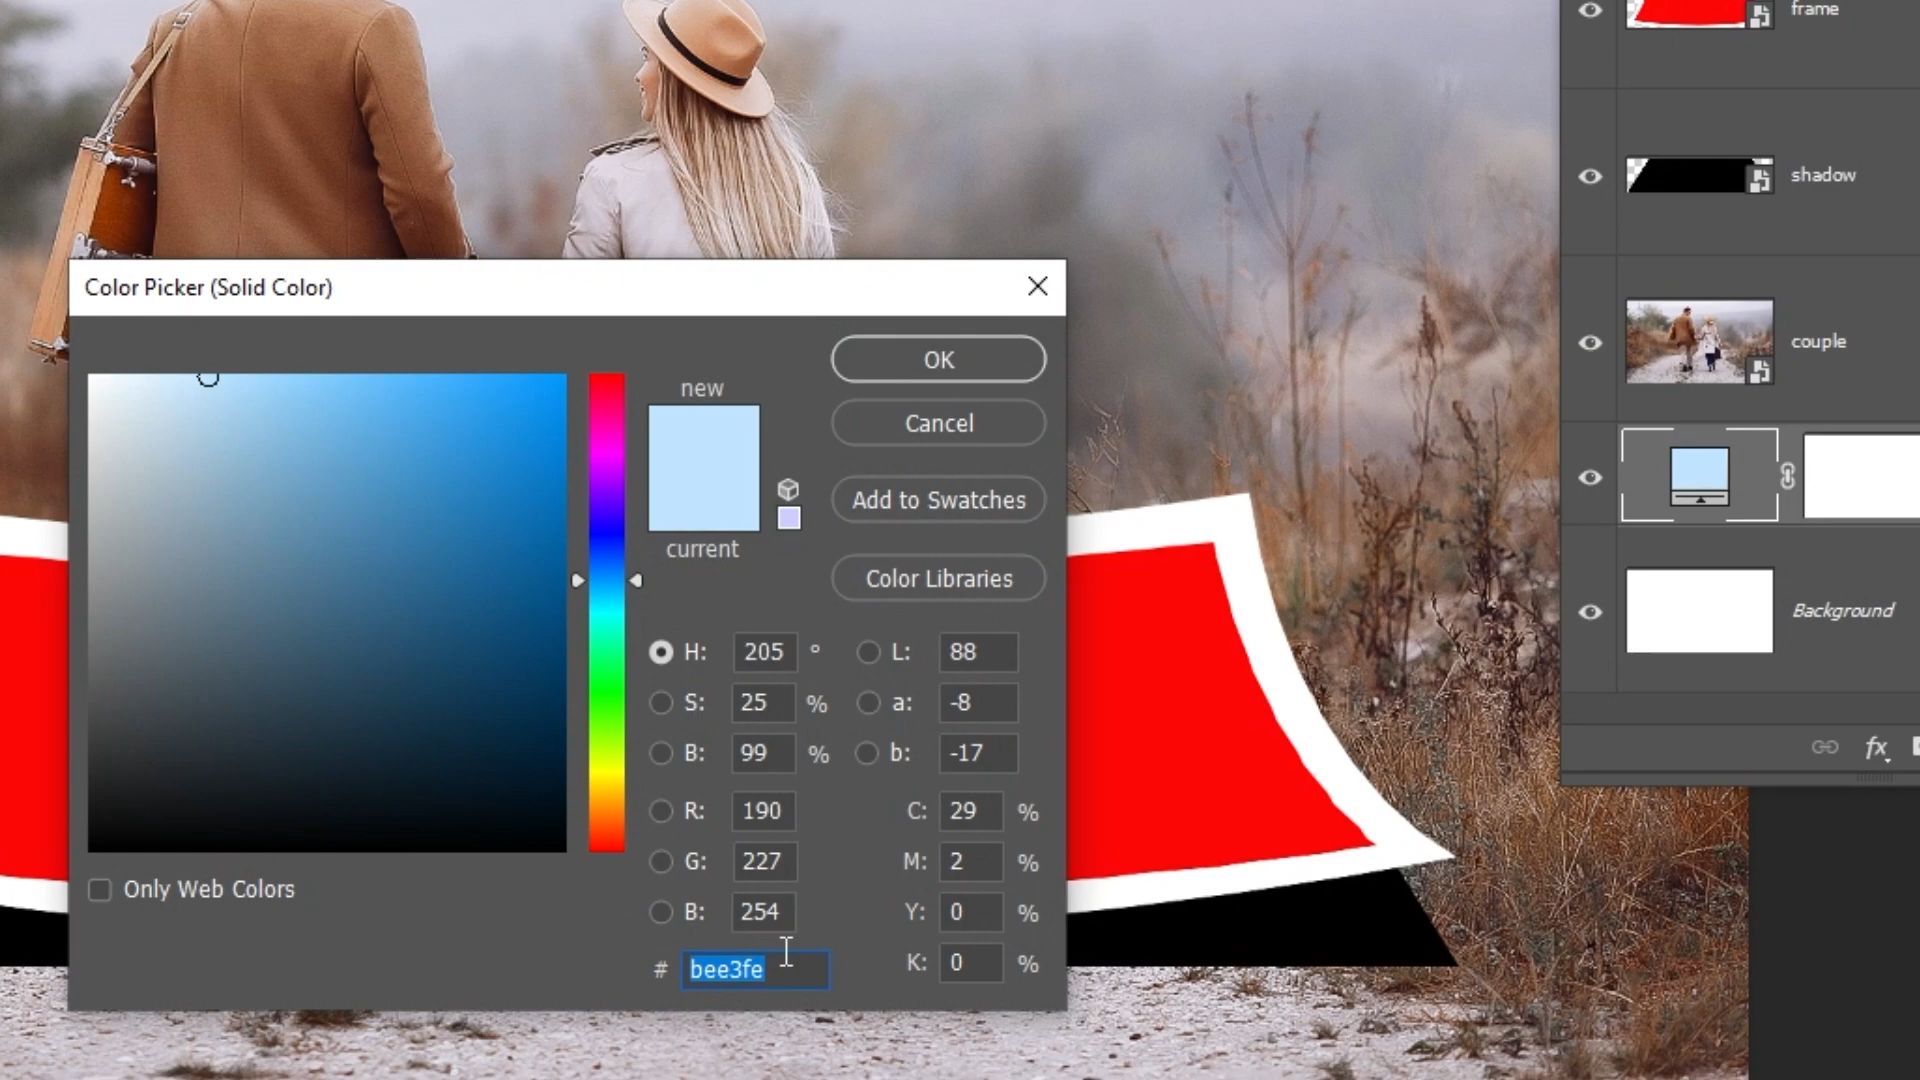 frame
shadow
couple
Background
fx
Color Picker (Solid Color)
new
current
OK
Cancel
Add to Swatches
Color Libraries
H: 205 °
S: 25 %
B: 99 %
R: 190
G: 227
B: 254
# bee3fe
L: 88
a: -8
b: -17
C: 29 %
M: 2 %
Y: 0 %
K: 0 %
Only Web Colors